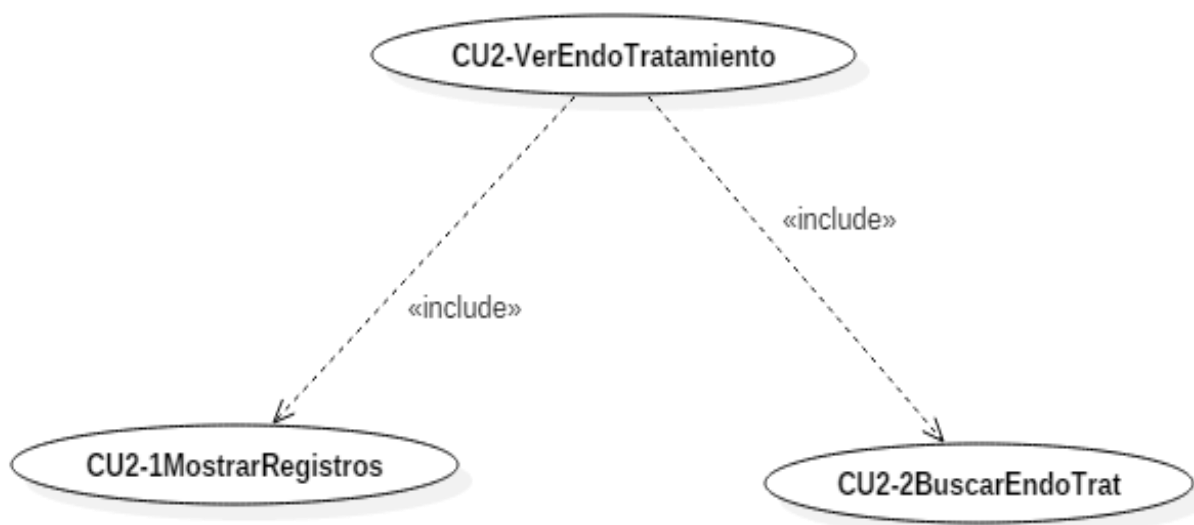 CU2-VerEndoTratamiento
«include»
«include»
CU2-1MostrarRegistros
CU2-2BuscarEndoTrat